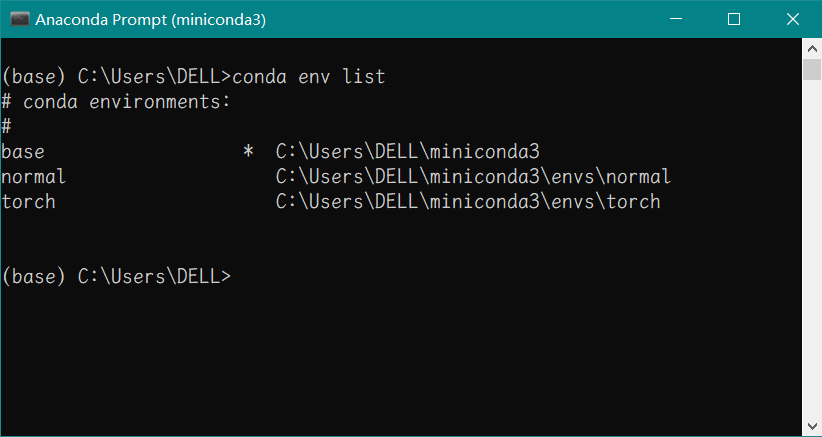 Anaconda Prompt (miniconda3)
(base) C:\Users\DELL>conda env list
# conda environments:
#
base                  *  C:\Users\DELL\miniconda3
normal                   C:\Users\DELL\miniconda3\envs\normal
torch                    C:\Users\DELL\miniconda3\envs\torch
(base) C:\Users\DELL>